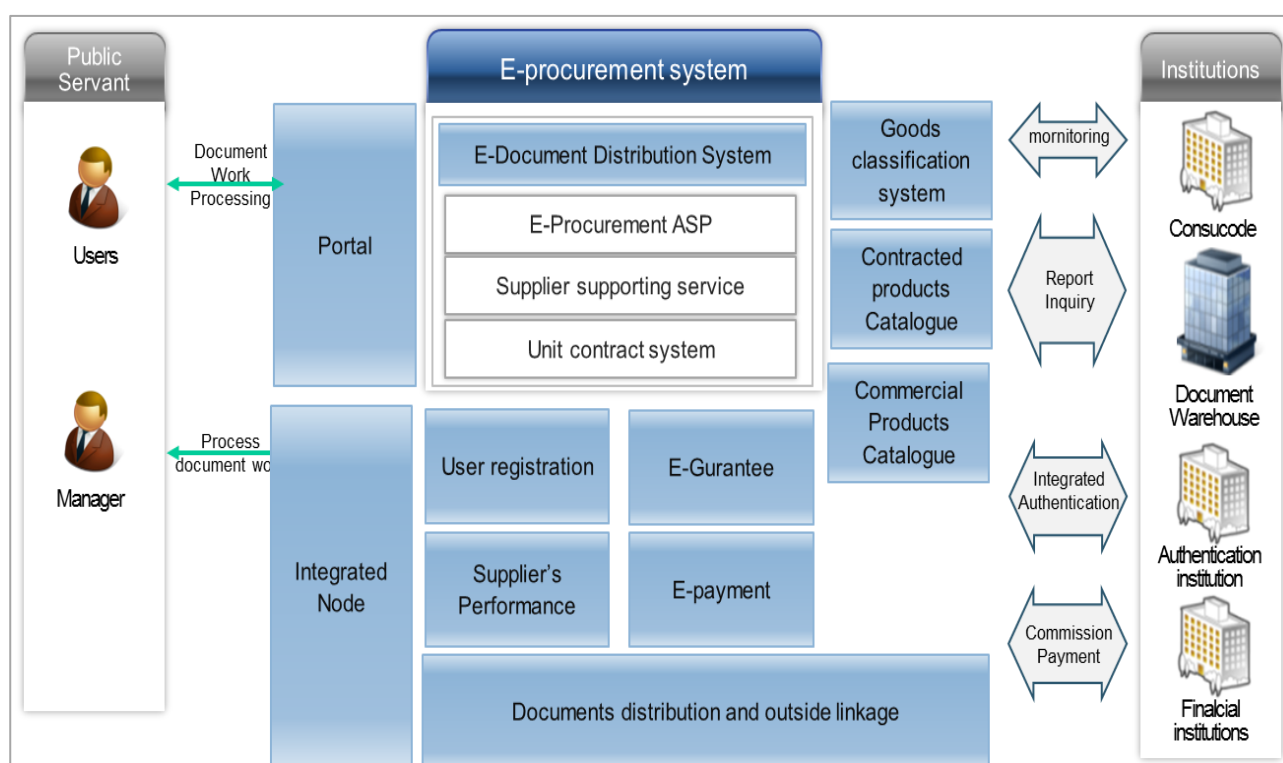 Public
Servant
Users
Manager
Document
Work
Processing
Process
document wo
Portal
Integrated
Node
E-procurement system
E-Document Distribution System
E-Procurement ASP
Supplier supporting service
Unit contract system
User registration
E-Gurantee
Supplier's
Performance
E-payment
Documents distribution and outside linkage
Goods
classification
system
Contracted
products
Catalogue
Commercial
Products
Catalogue
mornitoring
Report
Inquiry
Integrated
Authentication
Commission
Payment
Institutions
Consucode
Document
Warehouse
Authentication
institution
Finalcial
institutions